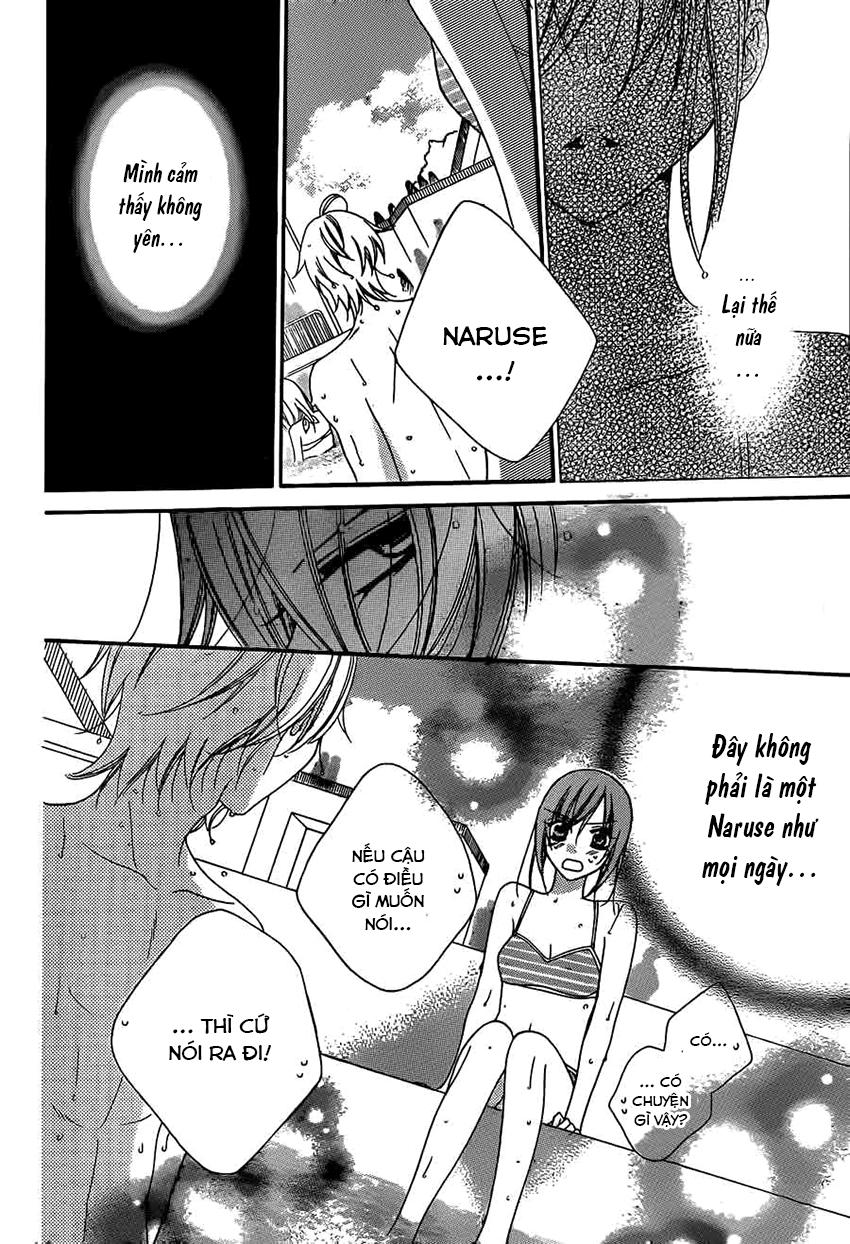 ...
Lại thế
nữa
...
NARUSE
...!
Mình cảm
thấy không
yên...
Đây không
phải là một
Naruse như
mọi ngày...
NẾU CẬU
CÓ ĐIỀU
GÌ MUỐN
NÓI...
... THÌ CỨ
NÓI RA ĐI!
CÓ...
... CÓ
CHUYỆN
GÌ VẬY?